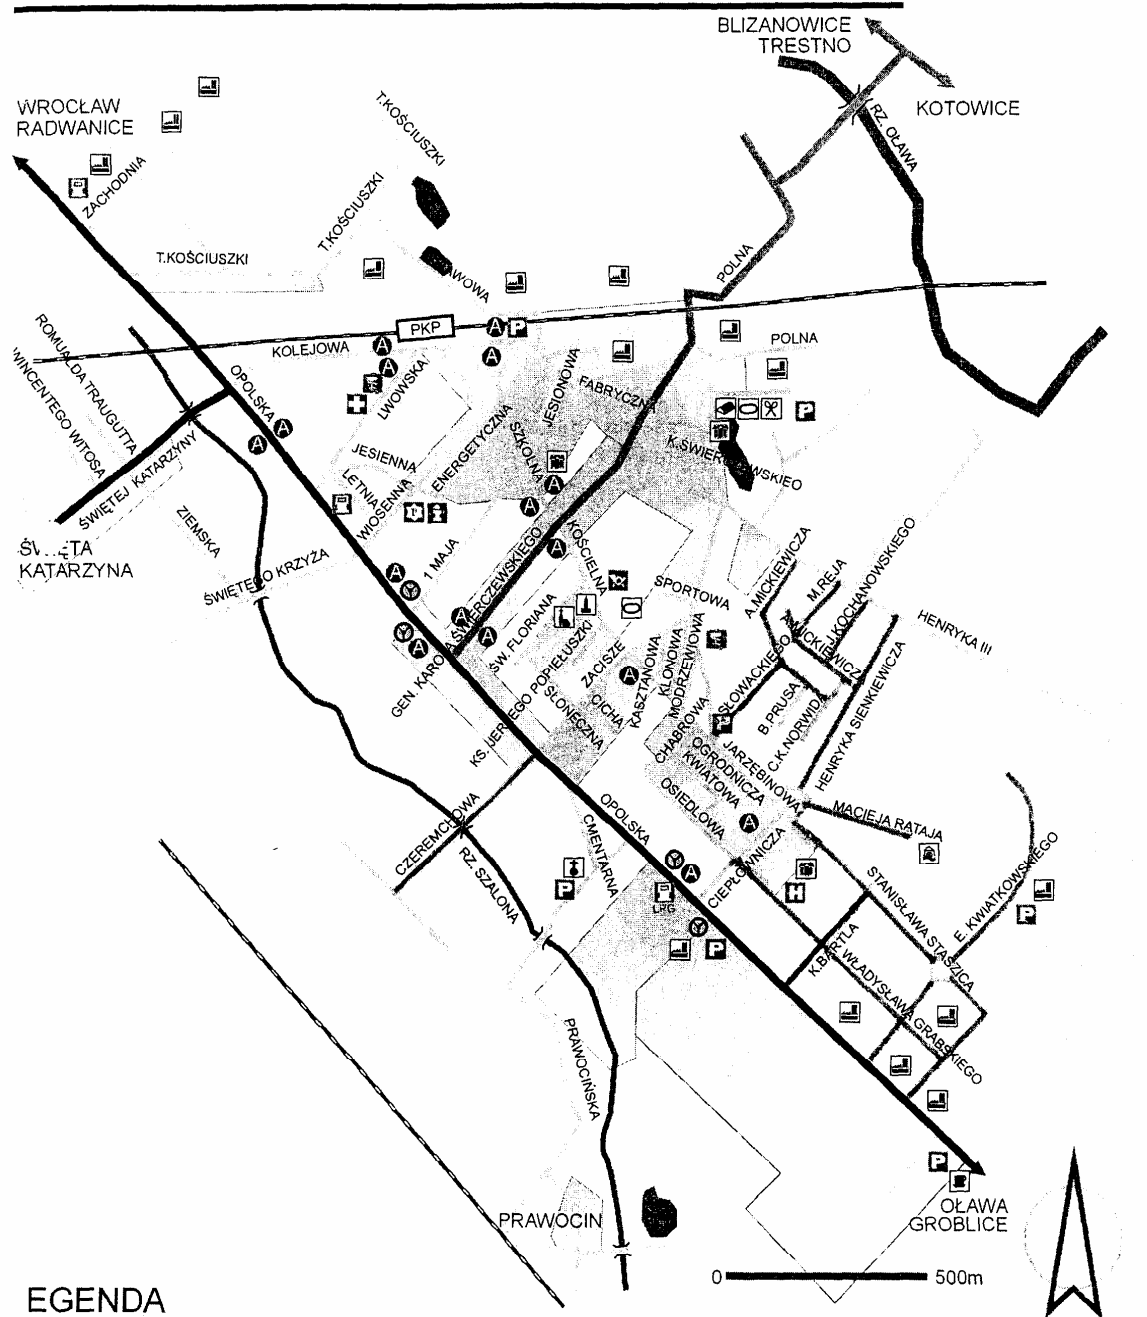 BLIZANOWICE
TRESTNO
KOTOWICE
RZ. OŁAWA
WROCŁAW
RADWANICE
ZACHODNIA
T.KOŚCIUSZKI
T.KOŚCIUSZKI
T.KOŚCIUSZKI
POLNA
PKP
P
KOLEJOWA
POLNA
ROMUALDA TRAUGUTTA
WINCENTEGO WITOSA
OPOLSKA
LWOWSKA
JESIONOWA
FABRYCZNA
ENERGETYCZNA
SZKOLNA
P
JESIENNA
LETNIA
WIOSENNA
ŚWIĘTEJ KATARZYNY
ZIEMSKA
ŚWIĘTA
KATARZYNA
ŚWIĘTEGO KRZYŻA
1 MAJA
KOŚCIELNA
GEN. KAROLA ŚWIERCZEWSKIEGO
ŚW. FLORIANA
SPORTOWA
A.MICKIEWICZA
M.REJA
J.KOCHANOWSKIEGO
A.MICKIEWICZA
HENRYKA III
KS. JERZEGO POPIEŁUSZKI
ZACISZE
KASZTANOWA
KLONOWA
MODRZEWIOWA
SŁOWACKIEGO
B.PRUSA
C.K.NORWIDA
HENRYKA SIENKIEWICZA
SŁONECZNA
CICHA
CHABROWA
P
JARZĘBINOWA
OGRODNICZA
KWIATOWA
OSIEDLOWA
OPOLSKA
MACIEJA RATAJA
CZEREMCHOWA
RZ. SZALONA
CMENTARNA
CIEPŁOWNICZA
P
LPG
H
STANISŁAWA STASZICA
E. KWIATKOWSKIEGO
P
P
K.BARTLA
WŁADYSŁAWA GRABSKIEGO
PRAWOCIŃSKA
P
PRAWOCIN
OŁAWA
GROBLICE
0 500m
EGENDA